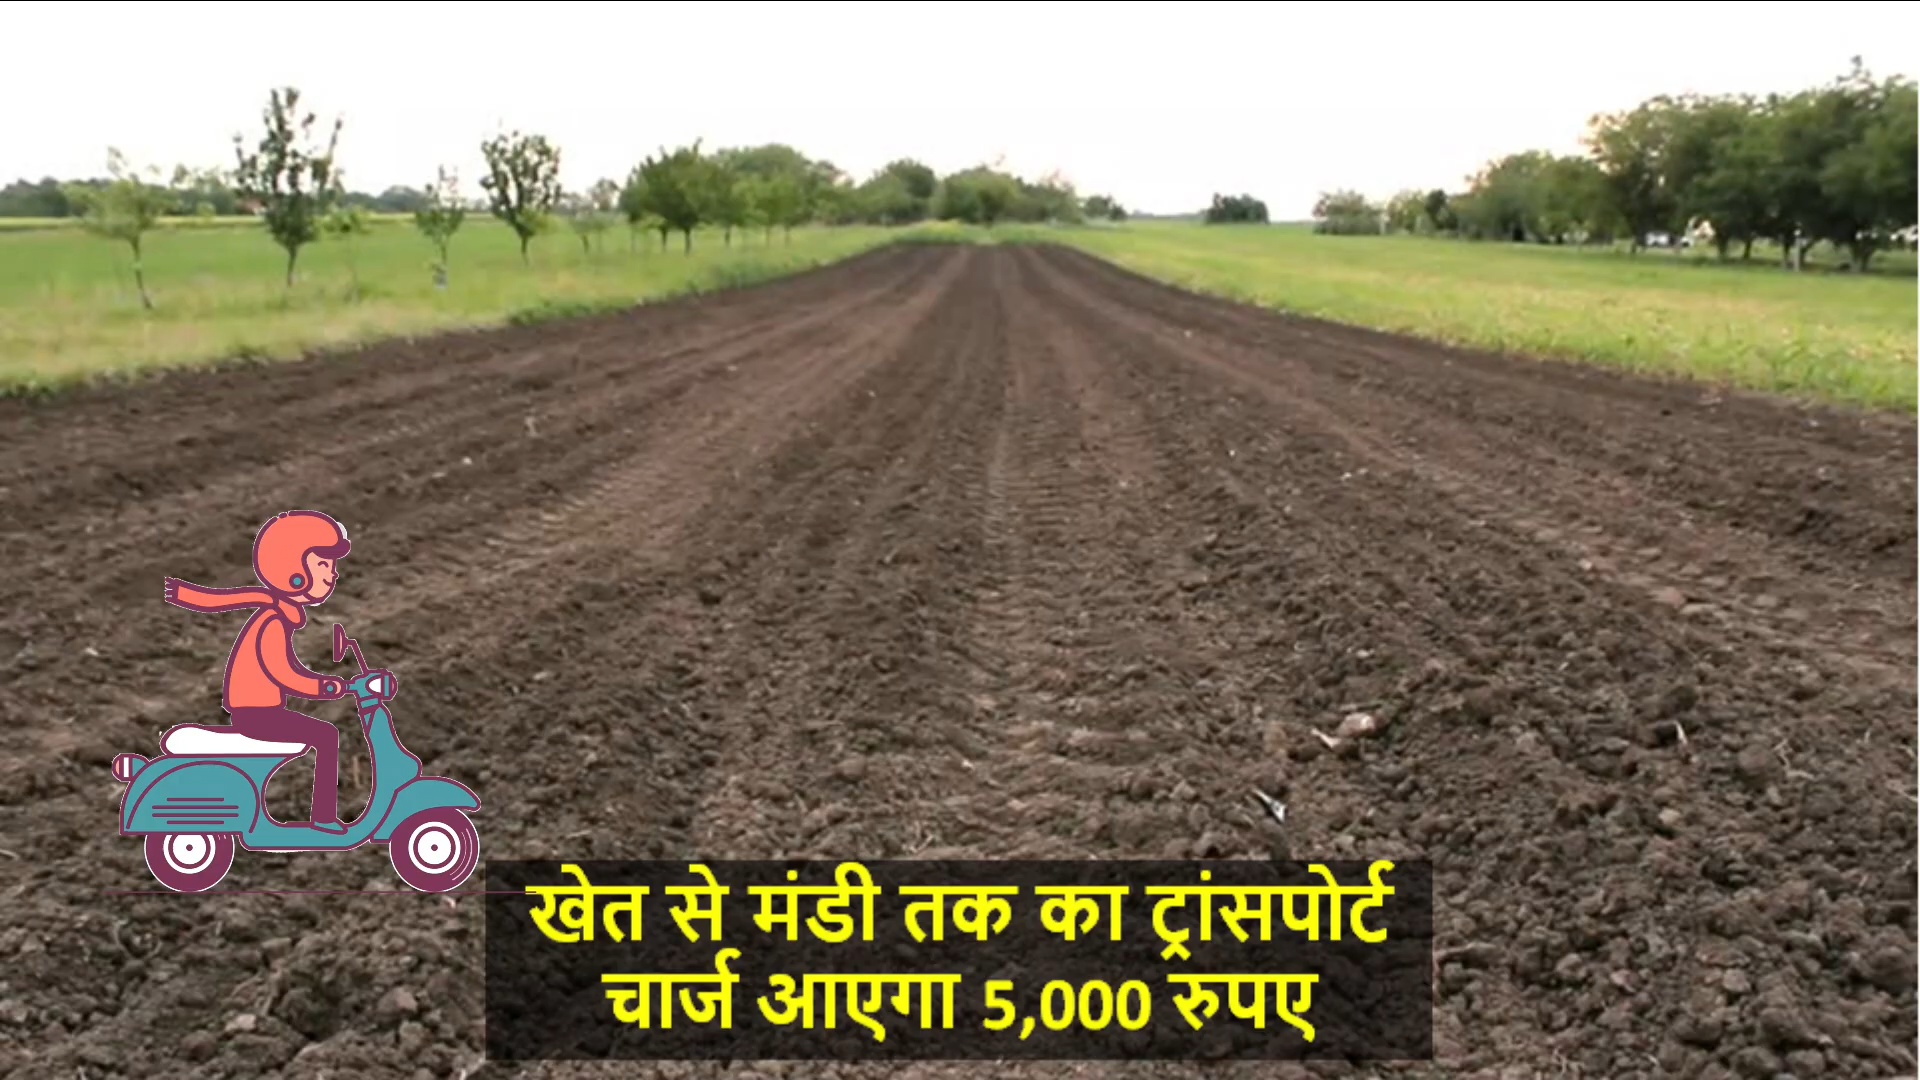 खेत से मंडी तक का ट्रांसपोर्ट
चार्ज आएगा 5,000 रुपए